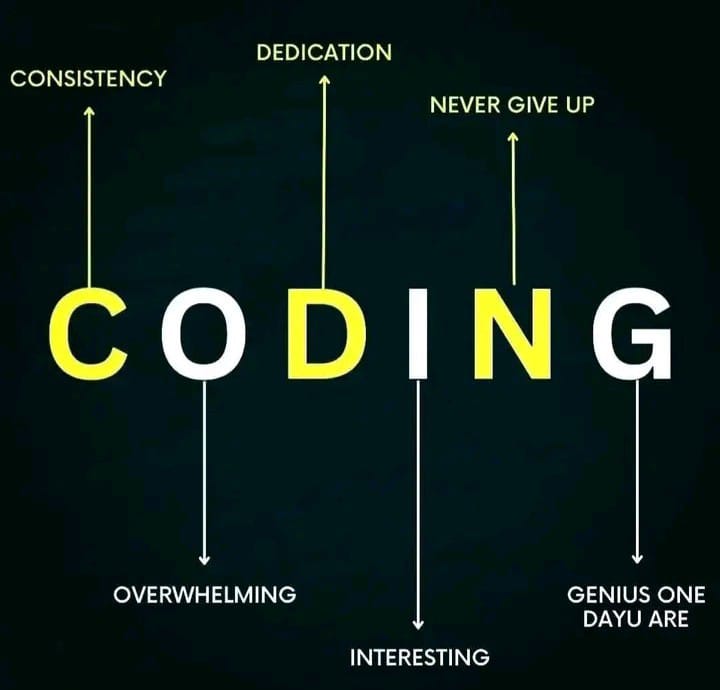 DEDICATION
CONSISTENCY
NEVER GIVE UP
CODING
OVERWHELMING
GENIUS ONE
DAYU ARE
INTERESTING